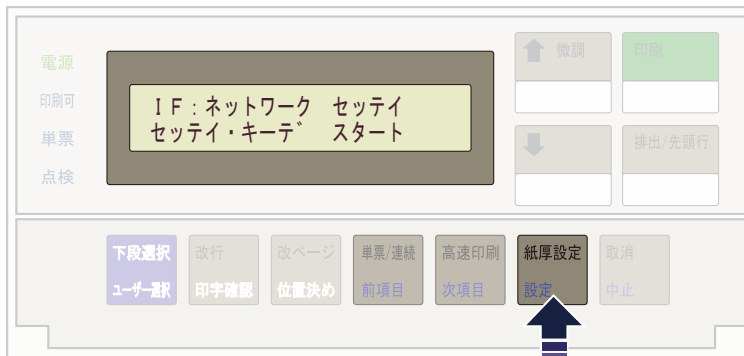 電源
印刷可
単票
点検
IF:ネットワーク セッテイ
セッテイ・キーデ゛ スタート
微調
印刷
排出/先頭行
下段選択
改行
改ページ
単票/連続
高速印刷
紙厚設定
取消
ユーザー選択
印字確認
位置決め
前項目
次項目
設定
中止